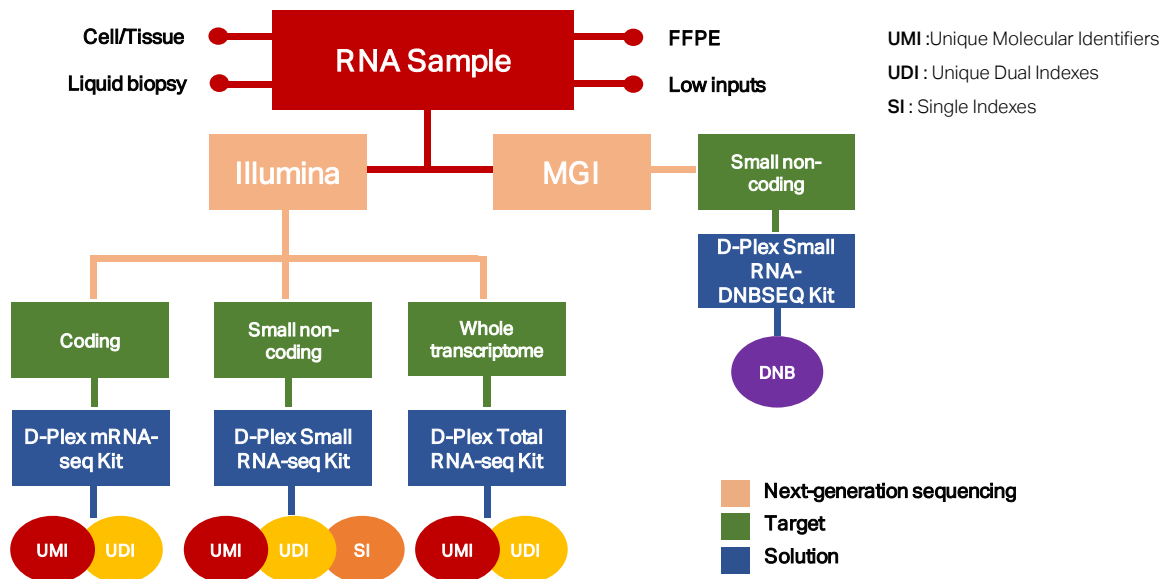 Cell/Tissue
Liquid biopsy
RNA Sample
FFPE
Low inputs
UMI :Unique Molecular Identifiers
UDI : Unique Dual Indexes
SI : Single Indexes
Illumina
MGI
Small non-
coding
D-Plex Small
RNA-
DNBSEQ Kit
DNB
Coding
Small non-
coding
Whole
transcriptome
D-Plex mRNA-
seq Kit
D-Plex Small
RNA-seq Kit
D-Plex Total
RNA-seq Kit
UMI
UDI
UMI
UDI
SI
UMI
UDI
Next-generation sequencing
Target
Solution